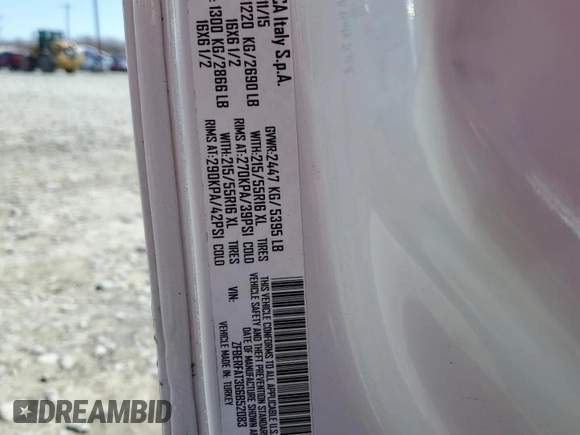 CA Italy S.p.A.
11/15
GVWR:2447 KG/5395 LB
1220 KG/2690 LB
WITH:215/55R16 XL TIRES
16X6 1/2
RIMS AT:270KPA/39PSI COLD
1300 KG/2866 LB
WITH:215/55R16 XL TIRES
16X6 1/2
RIMS AT:290KPA/42PSI COLD
THIS VEHICLE CONFORMS TO ALL APPLICABLE U.S.
VEHICLE SAFETY AND THEFT PREVENTION STANDAR
DATE OF MANUFACTURE SHOWN A
VIN:
VEHICLE MADE IN: TURKEY
BIDHISTORY